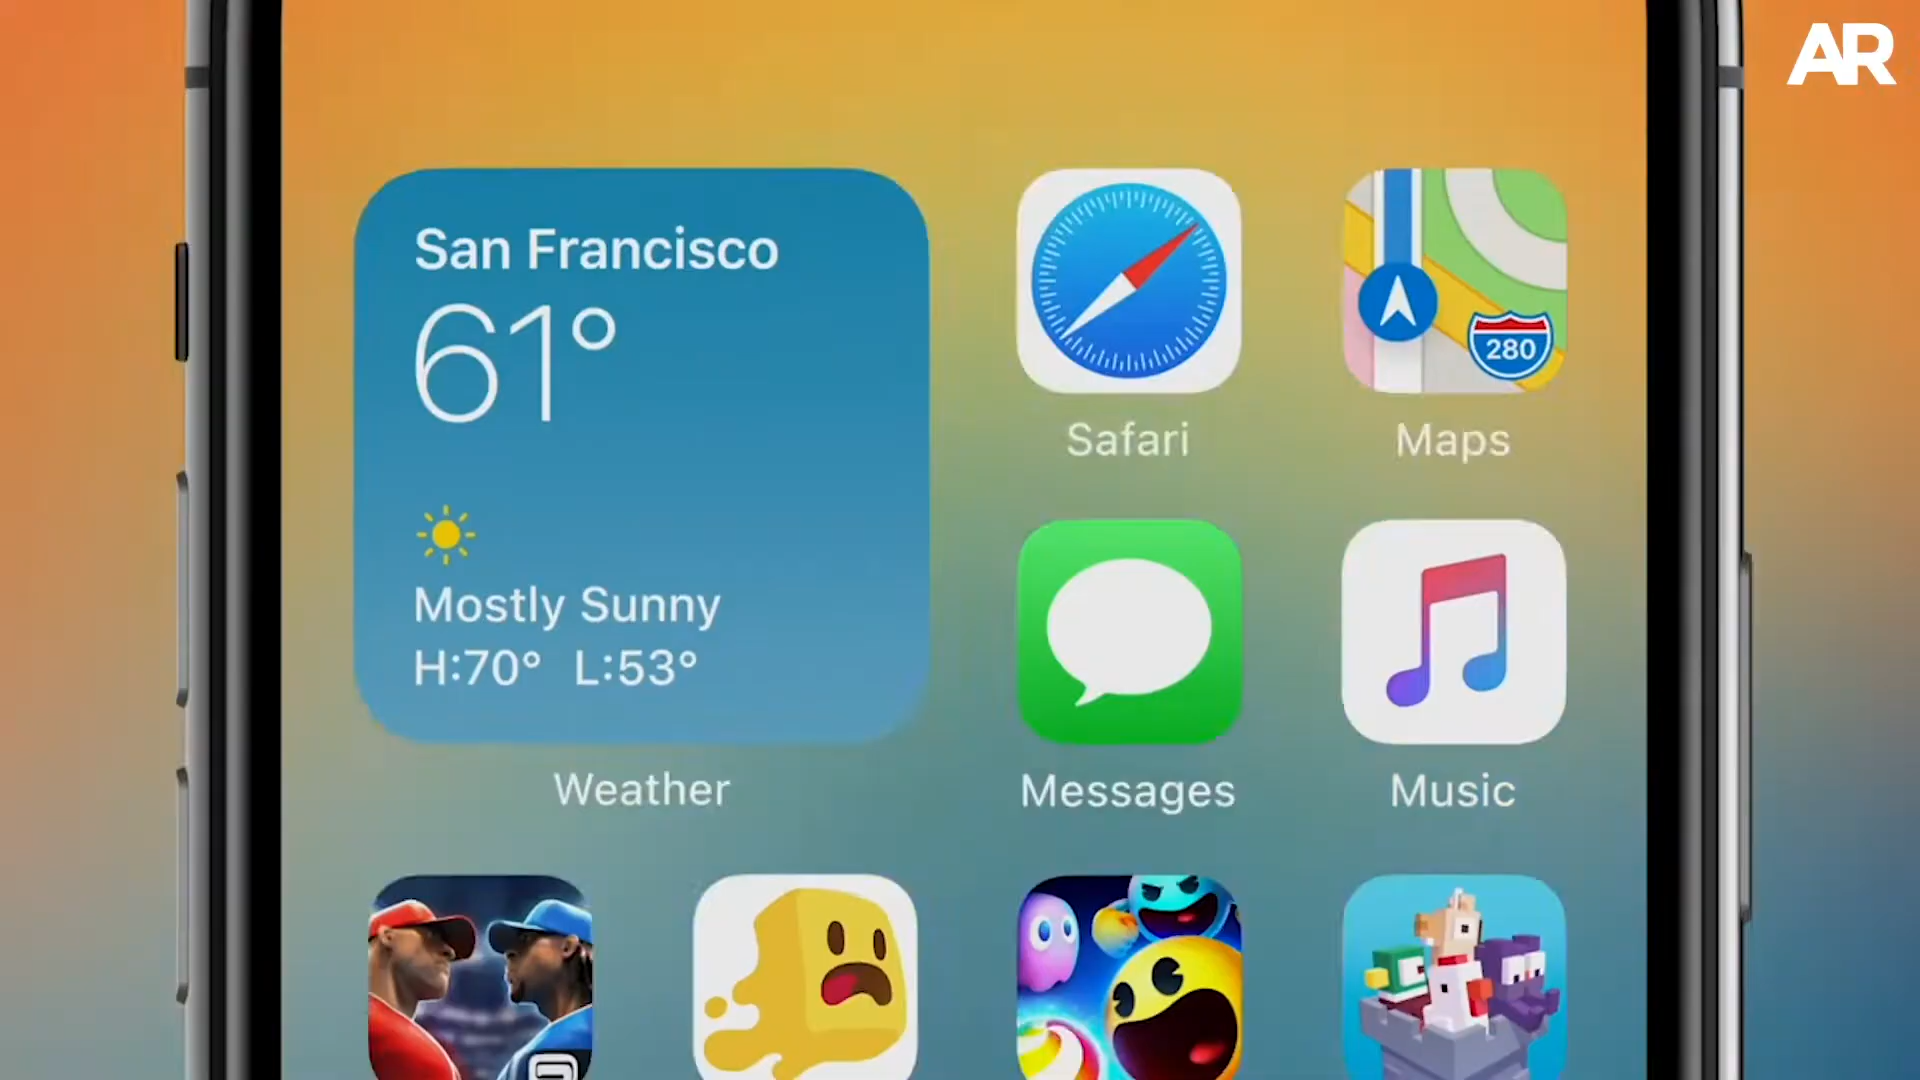 AR
San Francisco
61°
Mostly Sunny
H:70° L:53°
Weather
Safari
280
Maps
Messages
Music